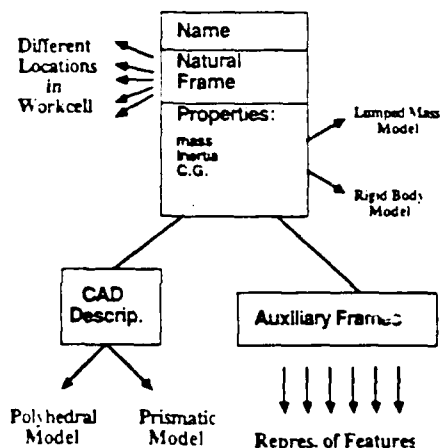 Name
Different
Locations
in
Workcell
Natural
Frame
Properties:
mass
Inertia
C.G.
Lumped Mass
Model
Rigid Body
Model
CAD
Descrip.
Auxiliary Frames
Polyhedral
Model
Prismatic
Model
Repres. of Features